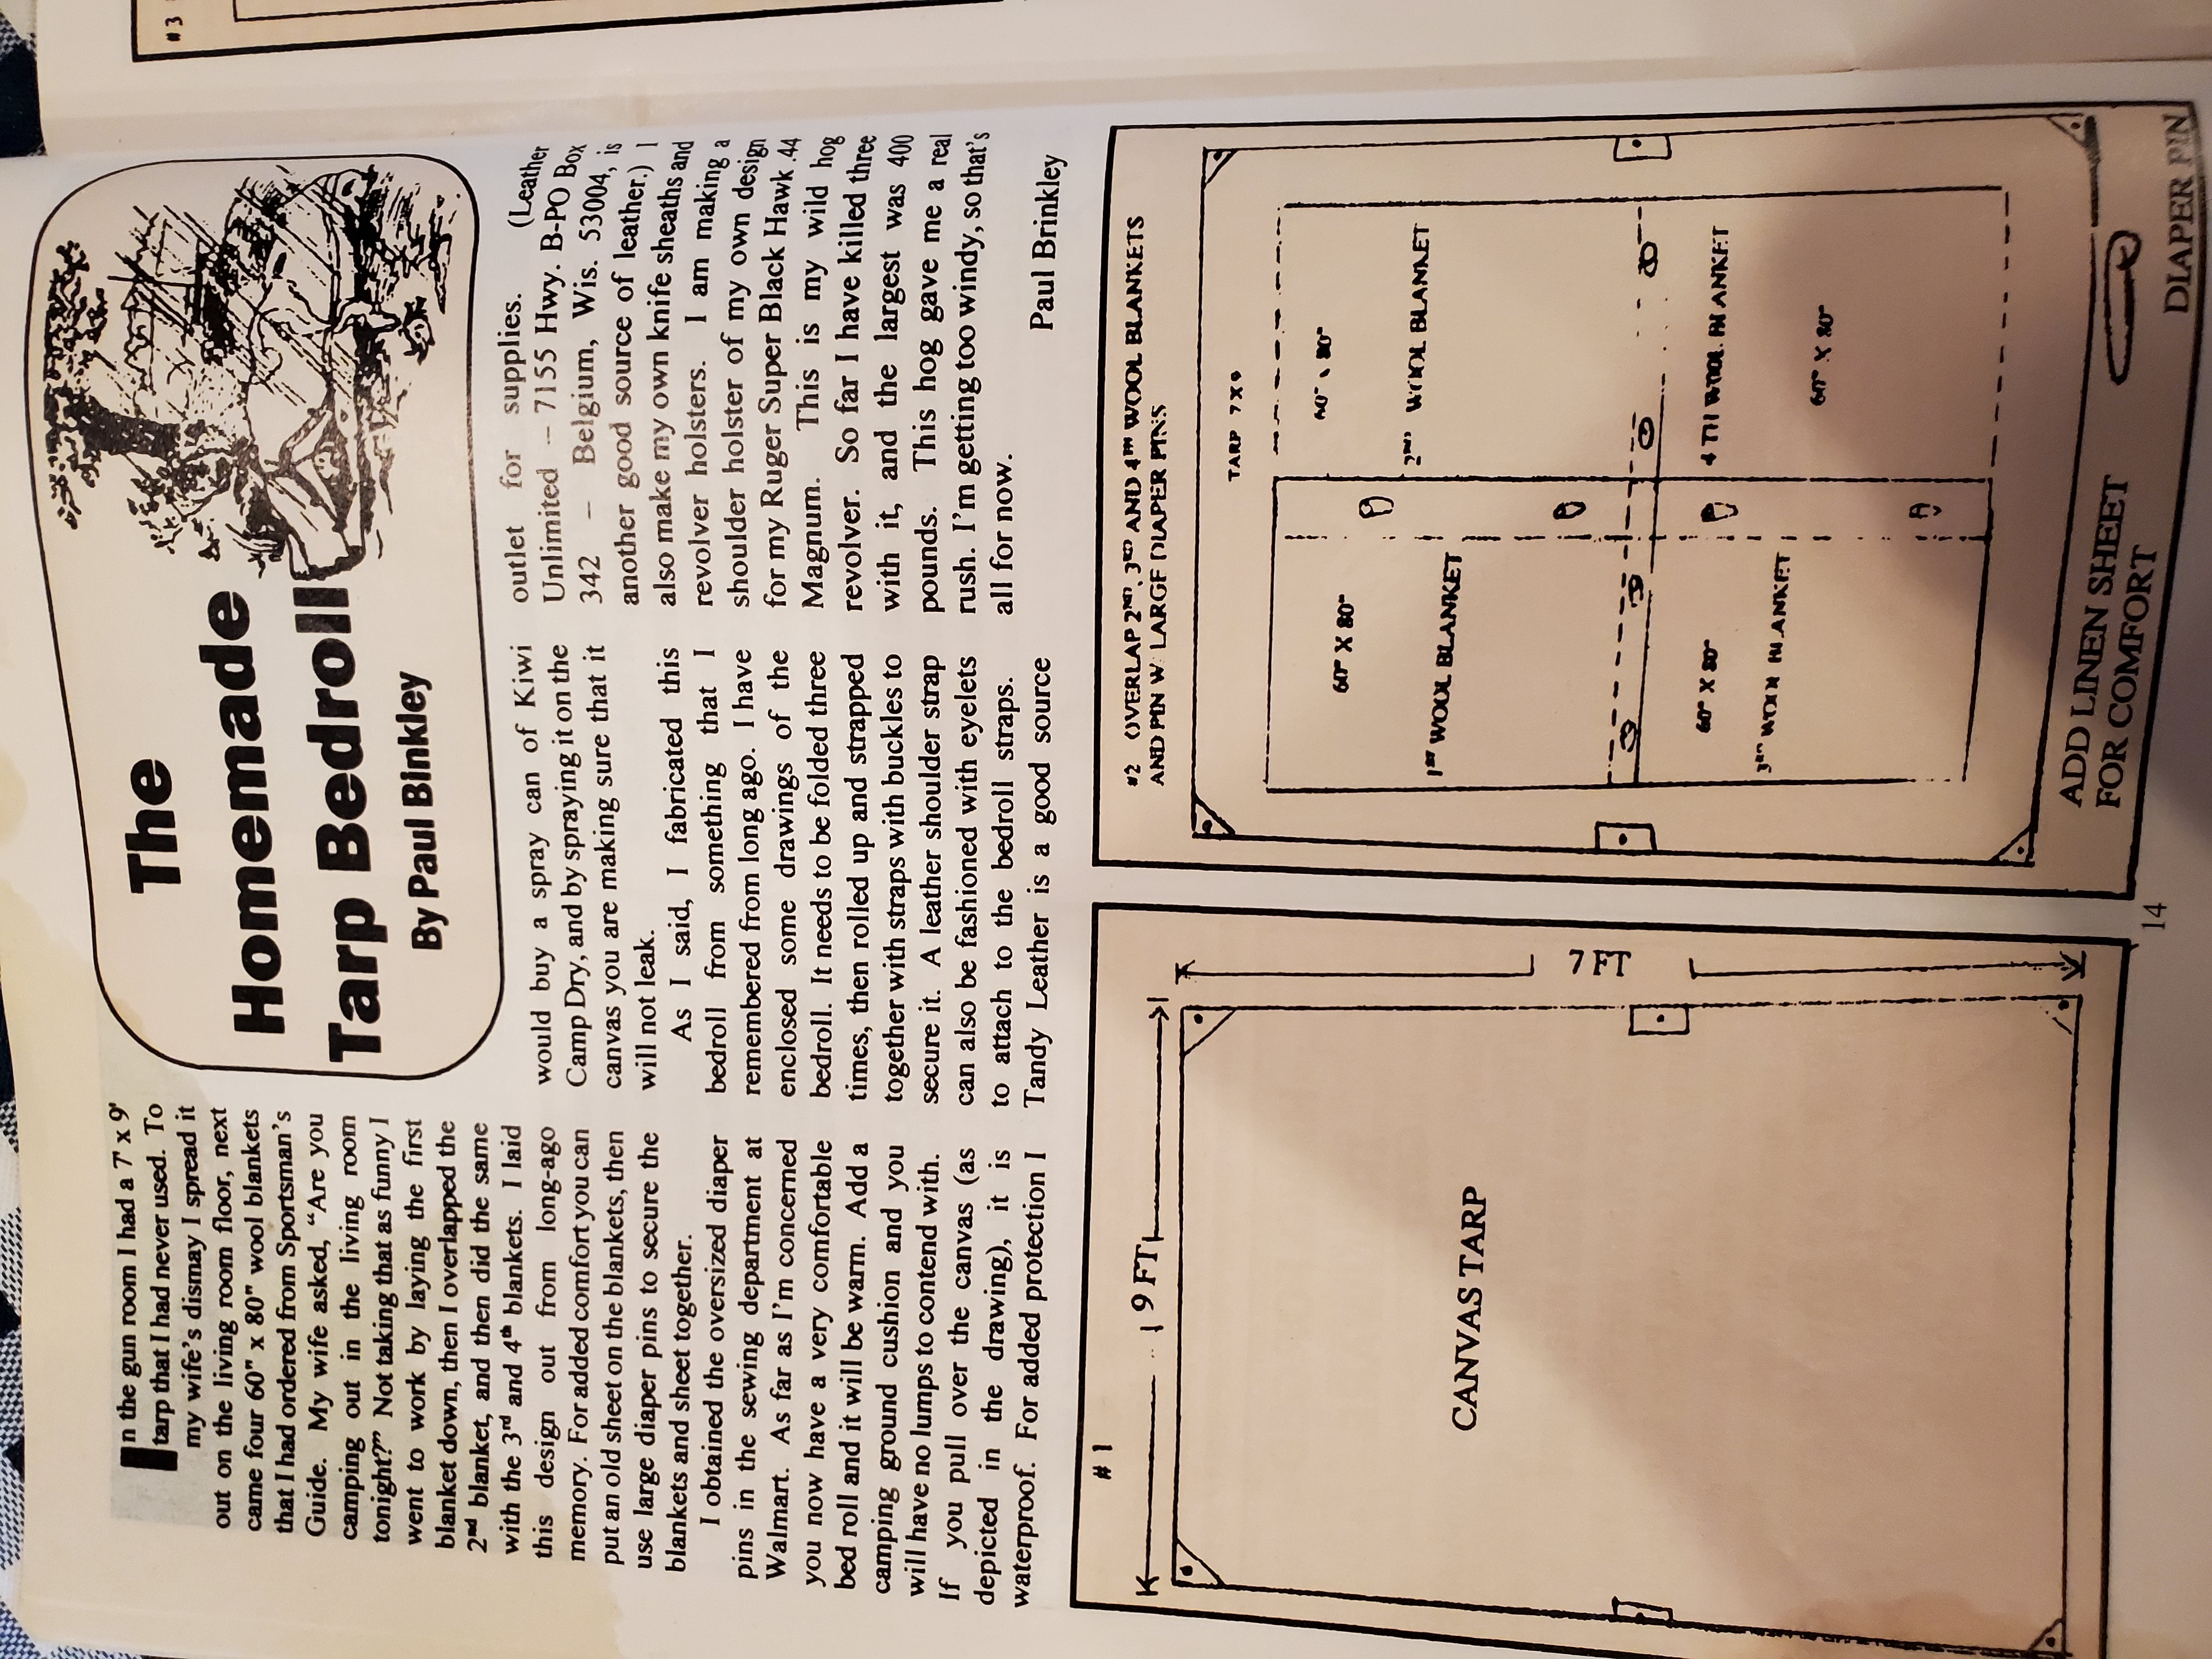 The
Homemade
Tarp Bedroll
By Paul Binkley
In the gun room I had a 7' x 9'
tarp that I had never used. To
my wife's dismay I spread it
out on the living room floor, next
came four 60" x 80" wool blankets
that I had ordered from Sportsman's
Guide. My wife asked, "Are you
camping out in the living room
tonight?" Not taking that as funny I
went to work by laying the first
blanket down, then I overlapped the
2nd blanket, and then did the same
with the 3rd and 4th blankets. I laid
this design out from long-ago
memory. For added comfort you can
put an old sheet on the blankets, then
use large diaper pins to secure the
blankets and sheet together.
I obtained the oversized diaper
pins in the sewing department at
Walmart. As far as I'm concerned
you now have a very comfortable
bed roll and it will be warm. Add a
camping ground cushion and you
will have no lumps to contend with.
If you pull over the canvas (as
depicted in the drawing), it is
waterproof. For added protection I
would buy a spray can of Kiwi
Camp Dry, and by spraying it on the
canvas you are making sure that it
will not leak.
As I said, I fabricated this
bedroll from something that I
remembered from long ago. I have
enclosed some drawings of the
bedroll. It needs to be folded three
times, then rolled up and strapped
together with straps with buckles to
secure it. A leather shoulder strap
can also be fashioned with eyelets
to attach to the bedroll straps.
Tandy Leather is a good source
outlet for supplies. (Leather
Unlimited – 7155 Hwy. B-PO Box
342 – Belgium, Wis. 53004, is
another good source of leather.) I
also make my own knife sheaths and
revolver holsters. I am making a
shoulder holster of my own design
for my Ruger Super Black Hawk .44
Magnum. This is my wild hog
revolver. So far I have killed three
with it, and the largest was 400
pounds. This hog gave me a real
rush. I'm getting too windy, so that's
all for now.
Paul Brinkley
#1
9 FT
7 FT
CANVAS TARP
#2 OVERLAP 2ND, 3RD AND 4TH WOOL BLANKETS
AND PIN W/ LARGE DIAPER PINS
TARP 7 X 9
60" X 80"
1ST WOOL BLANKET
60" X 80"
2ND WOOL BLANKET
60" X 80"
3RD WOOL BLANKET
4TH WOOL BLANKET
60" X 80"
ADD LINEN SHEET
FOR COMFORT
DIAPER PIN
14
#3